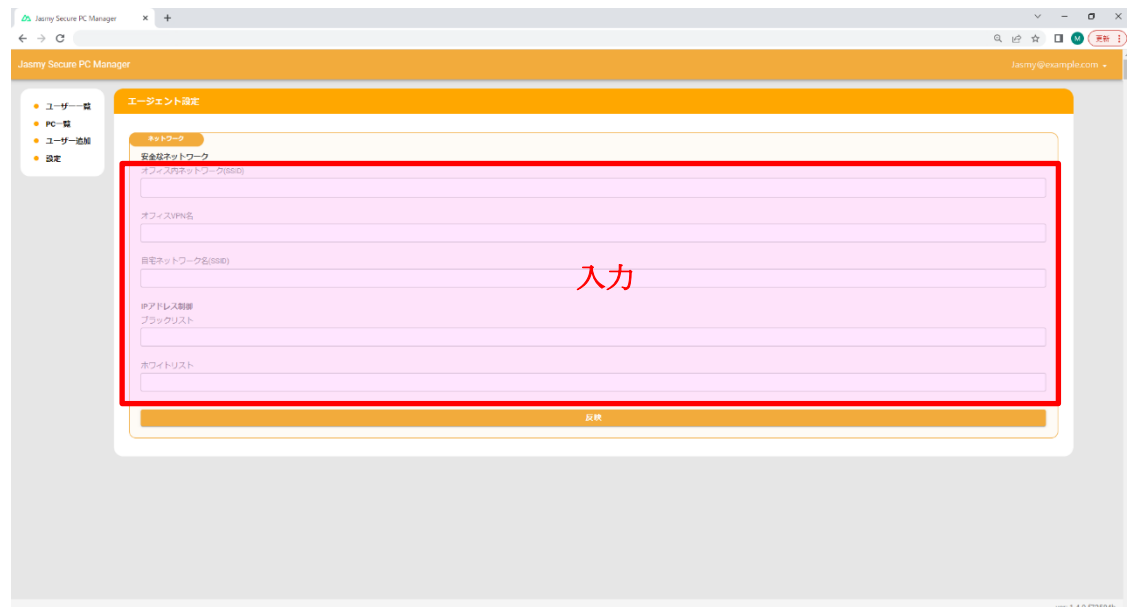 Jasmy Secure PC Manager
更新
Jasmy Secure PC Manager
Jasmy@example.com
ユーザー一覧
PC一覧
ユーザー追加
設定
エージェント設定
ネットワーク
安全なネットワーク
オフィス内ネットワーク(SSID)
オフィスVPN名
自宅ネットワーク名(SSID)
入力
IPアドレス制御
ブラックリスト
ホワイトリスト
反映